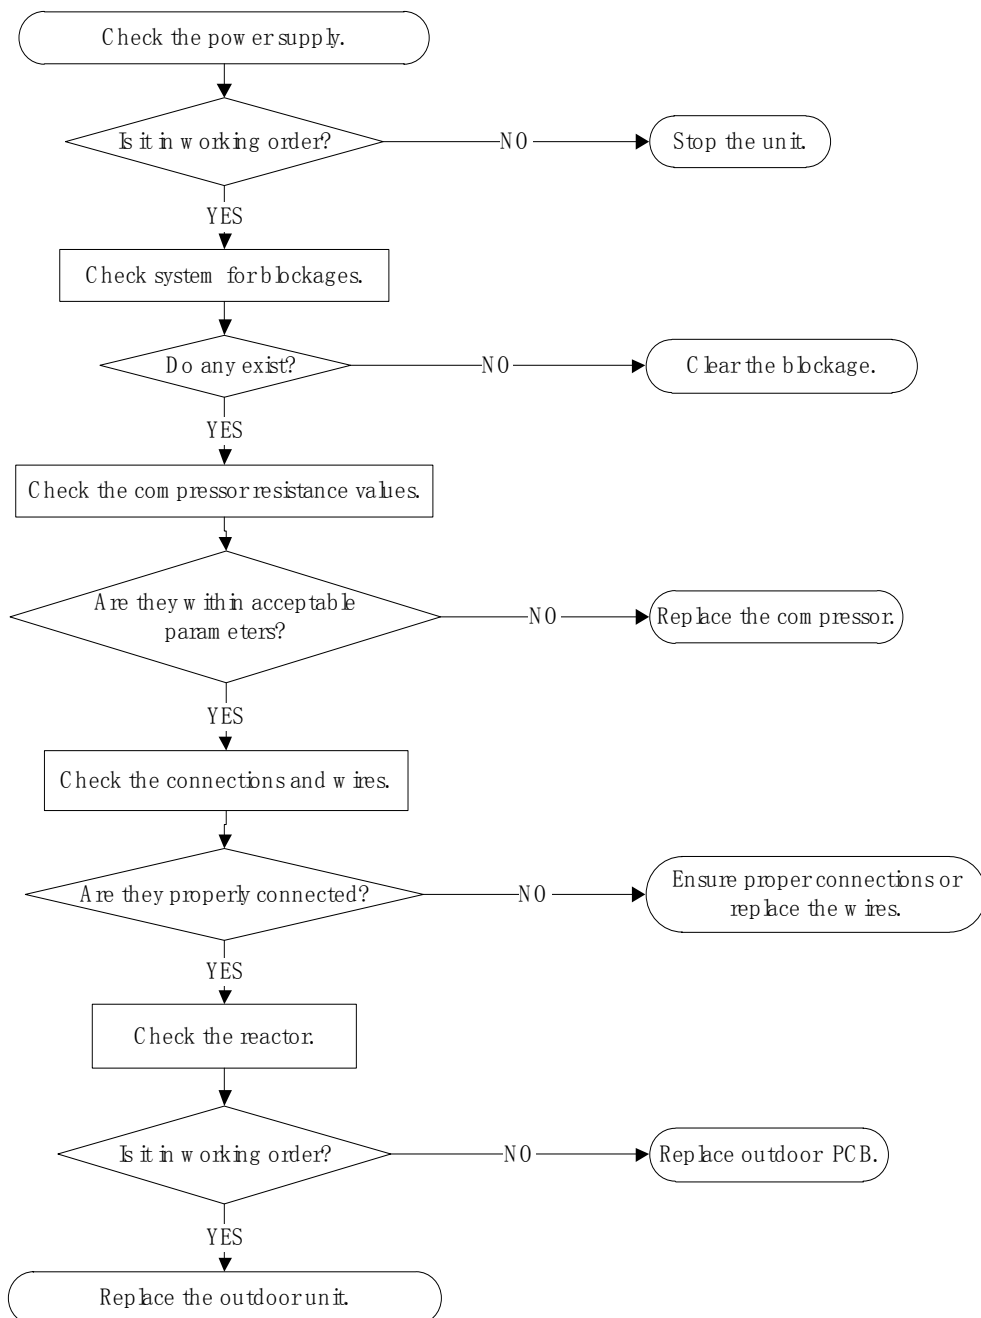 Check the power supply.
Is it in working order?
NO
Stop the unit.
YES
Check system for blockages.
Do any exist?
NO
Clear the blockage.
YES
Check the compressor resistance values.
Are they within acceptable
parameters?
NO
Replace the compressor.
YES
Check the connections and wires.
Are they properly connected?
NO
Ensure proper connections or
replace the wires.
YES
Check the reactor.
Is it in working order?
NO
Replace outdoor PCB.
YES
Replace the outdoor unit.